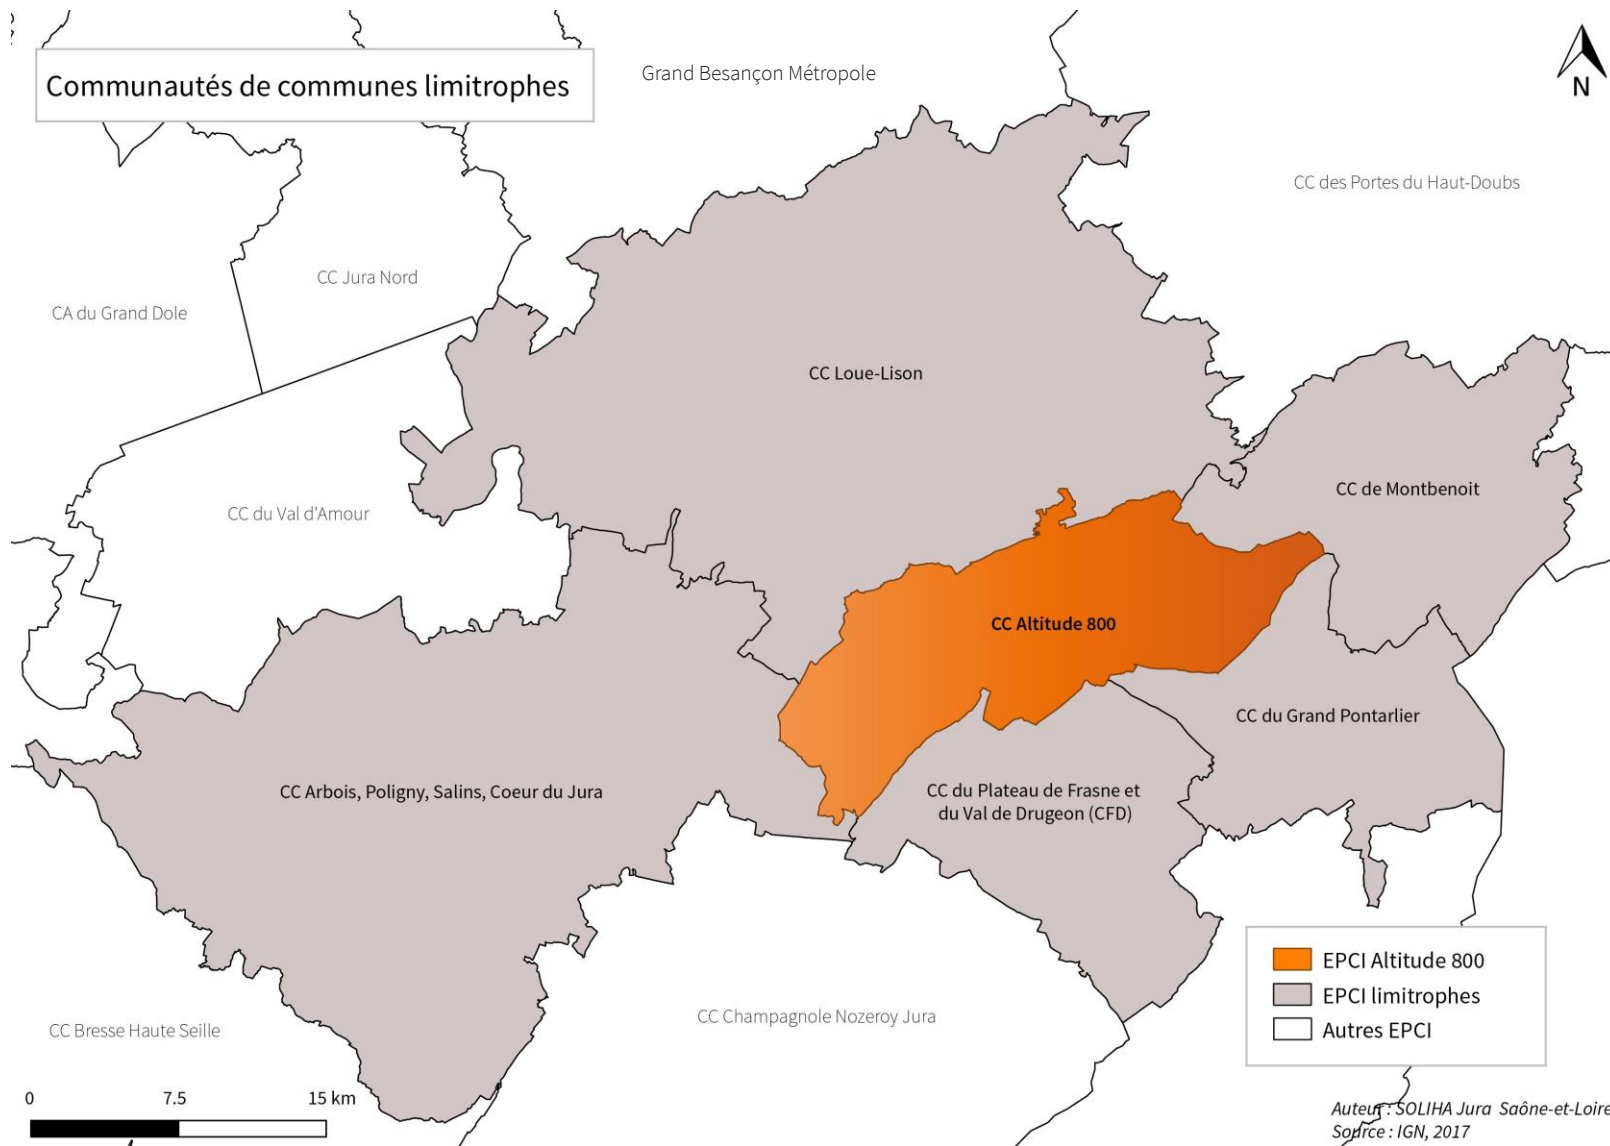 Communautés de communes limitrophes
Grand Besançon Métropole
N
CC des Portes du Haut-Doubs
CC Jura Nord
CA du Grand Dole
CC Loue-Lison
CC de Montbenoit
CC du Val d'Amour
CC Altitude 800
CC du Grand Pontarlier
CC Arbois, Poligny, Salins, Coeur du Jura
CC du Plateau de Frasne et
du Val de Drugeon (CFD)
EPCI Altitude 800
EPCI limitrophes
Autres EPCI
CC Champagnole Nozeroy Jura
CC Bresse Haute Seille
0 7.5 15 km
Auteur : SOLIHA Jura Saône-et-Loire
Source : IGN, 2017